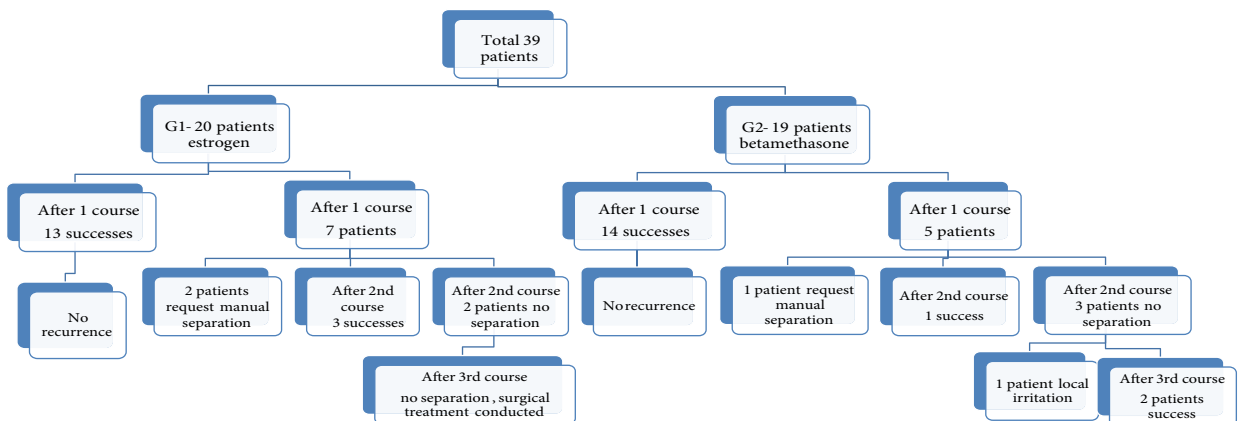 Total 39
patients
G1- 20 patients
estrogen
G2- 19 patients
betamethasone
After 1 course
13 successes
After 1 course
7 patients
After 1 course
14 successes
After 1 course
5 patients
No
recurrence
2 patients
request manual
separation
After 2nd
course
3 successes
After 2nd course
2 patients no
separation
No recurrence
1 patient request
manual
separation
After 2nd course
1 success
After 2nd course
3 patients no
separation
After 3rd course
no separation , surgical
treatment conducted
1 patient local
irritation
After 3rd course
2 patients
success